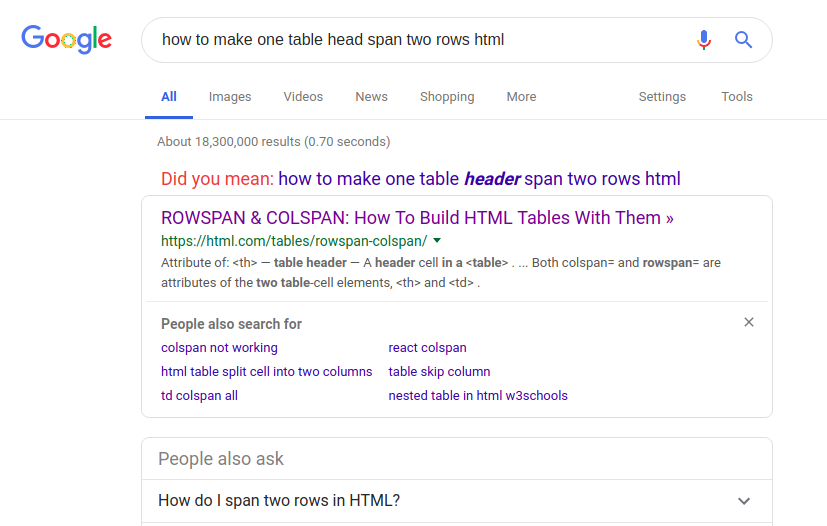 Google
how to make one table head span two rows html
All Images Videos News Shopping More Settings Tools
About 18,300,000 results (0.70 seconds)
Did you mean: how to make one table header span two rows html
ROWSPAN & COLSPAN: How To Build HTML Tables With Them »
https://html.com/tables/rowspan-colspan/
Attribute of: <th> — table header — A header cell in a <table> . ... Both colspan= and rowspan= are
attributes of the two table-cell elements, <th> and <td> .
People also search for
colspan not working react colspan
html table split cell into two columns table skip column
td colspan all nested table in html w3schools
People also ask
How do I span two rows in HTML?